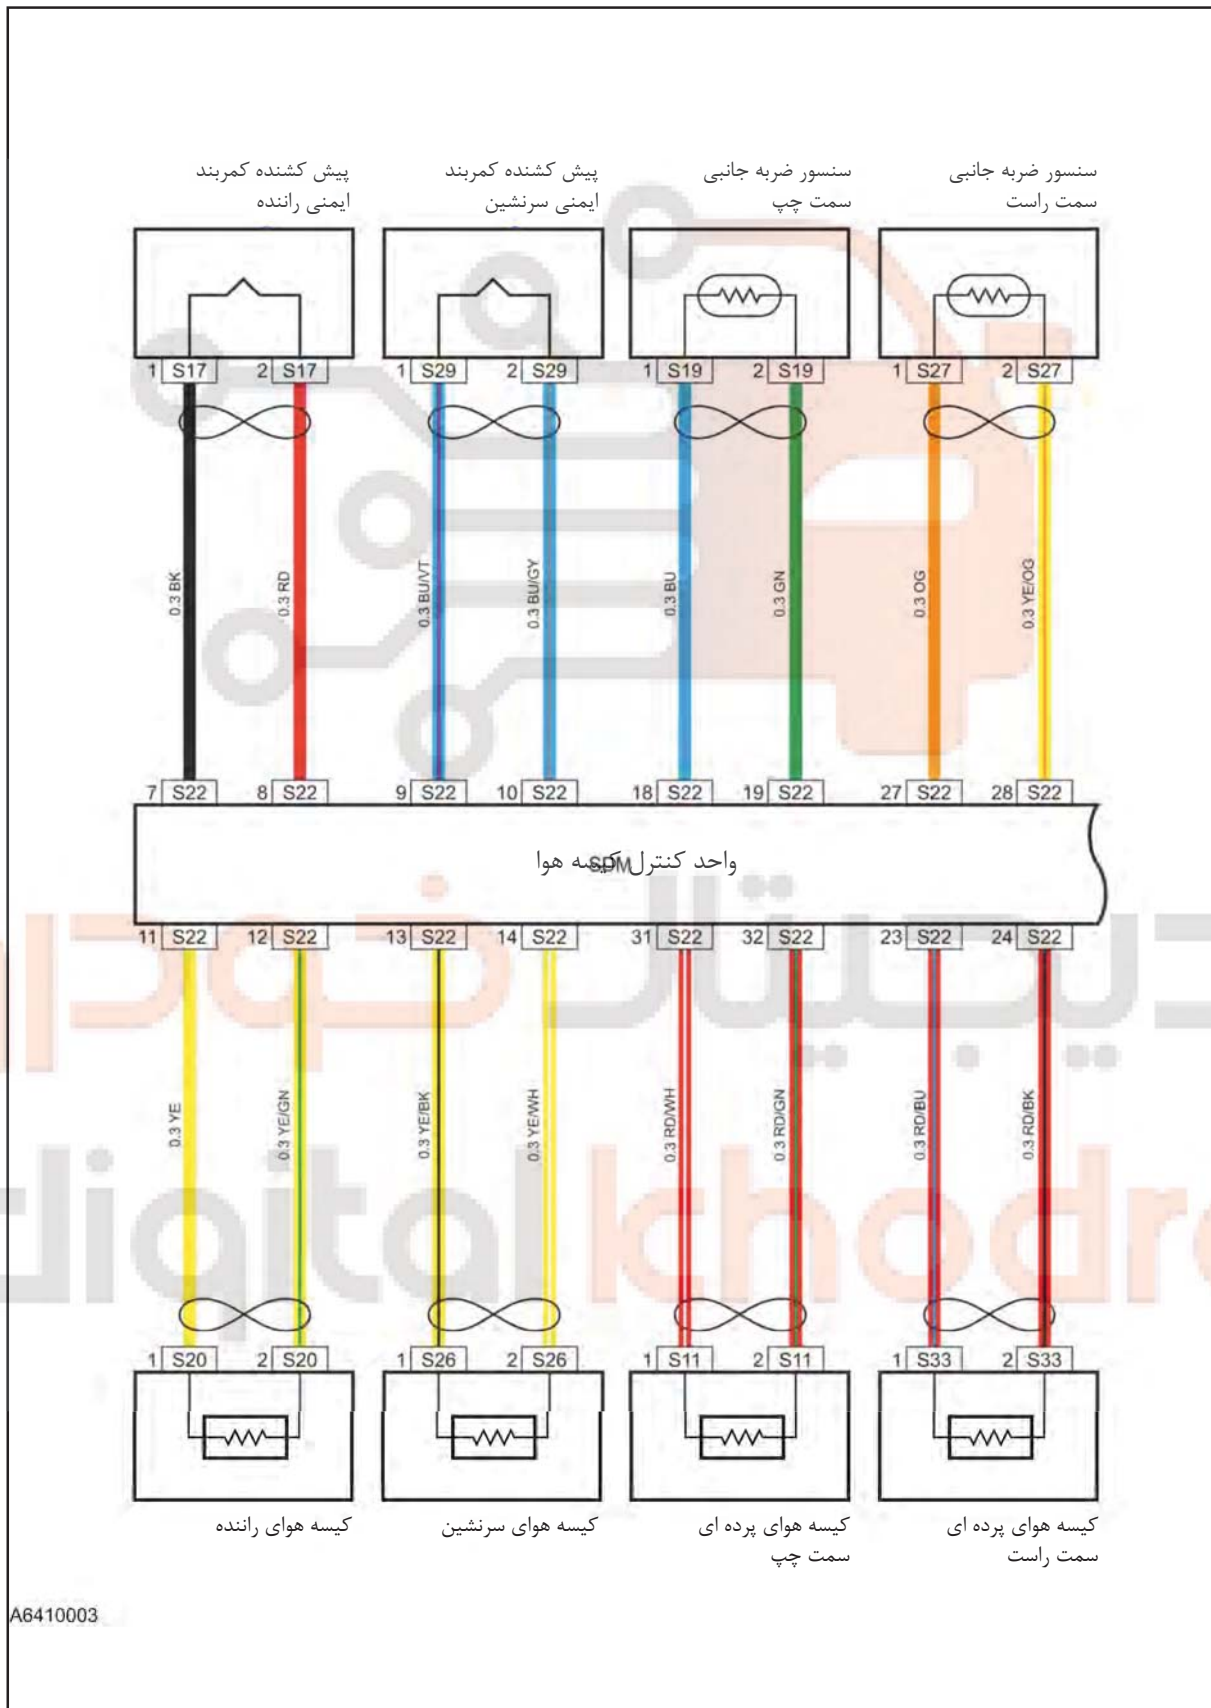 پیش کشنده کمربند
ایمنی راننده
پیش کشنده کمربند
ایمنی سرنشین
سنسور ضربه جانبی
سمت چپ
سنسور ضربه جانبی
سمت راست
1 S17 2 S17 1 S29 2 S29 1 S19 2 S19 1 S27 2 S27
0.3 BK
0.3 RD
0.3 BU/VT
0.3 BU/GY
0.3 BU
0.3 GN
0.3 OG
0.3 YE/OG
7 S22 8 S22 9 S22 10 S22 18 S22 19 S22 27 S22 28 S22
واحد کنترل کیسه هوا
SDM
11 S22 12 S22 13 S22 14 S22 31 S22 32 S22 23 S22 24 S22
دیجیتال خودرو
0.3 YE
0.3 YE/GN
0.3 YE/BK
0.3 YE/WH
0.3 RD/WH
0.3 RD/GN
0.3 RD/BU
0.3 RD/BK
digital khodro
1 S20 2 S20 1 S26 2 S26 1 S11 2 S11 1 S33 2 S33
کیسه هوای راننده
کیسه هوای سرنشین
کیسه هوای پرده ای
سمت چپ
کیسه هوای پرده ای
سمت راست
A6410003